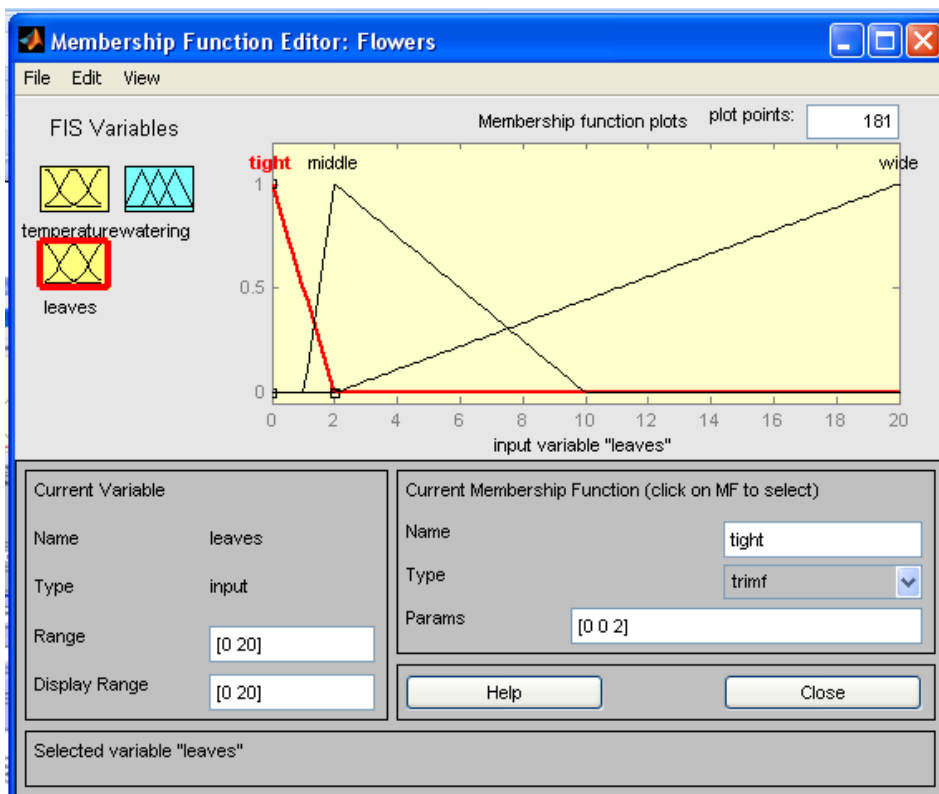 Membership Function Editor: Flowers
File Edit View
FIS Variables
temperature watering
leaves
Membership function plots plot points: 181
tight middle wide
1
0.5
0
0 2 4 6 8 10 12 14 16 18 20
input variable "leaves"
Current Variable
Name leaves
Type input
Range [0 20]
Display Range [0 20]
Current Membership Function (click on MF to select)
Name tight
Type trimf
Params [0 0 2]
Help Close
Selected variable "leaves"